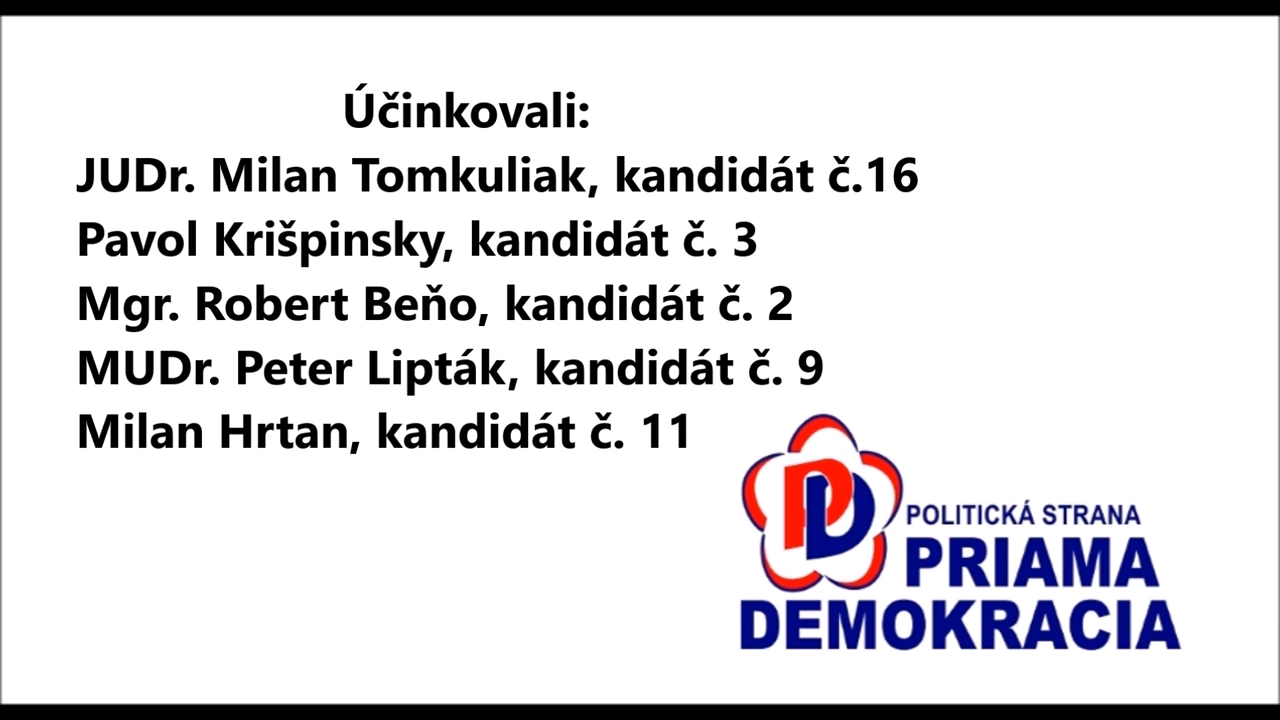 Účinkovali:
JUDr. Milan Tomkuliak, kandidát č.16
Pavol Krišpinsky, kandidát č. 3
Mgr. Robert Beňo, kandidát č. 2
MUDr. Peter Lipták, kandidát č. 9
Milan Hrtan, kandidát č. 11
PD
POLITICKÁ STRANA
PRIAMA
DEMOKRACIA